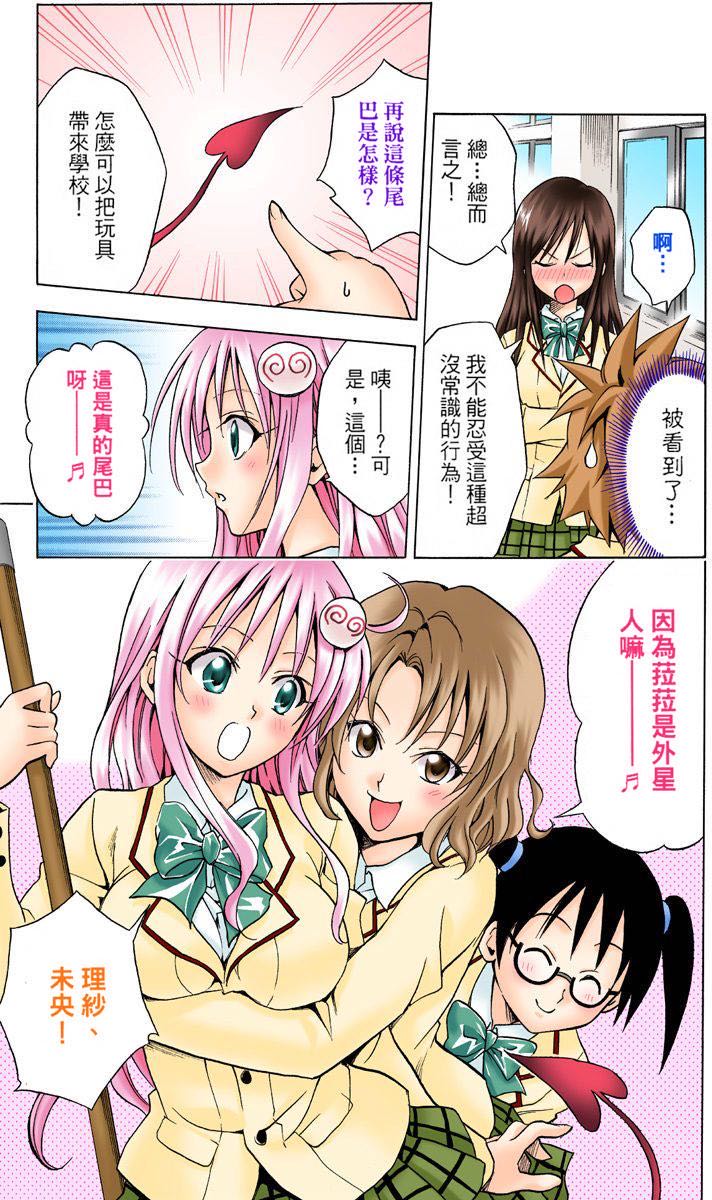 啊…
總…總而
言之！
被看到了…
我不能忍受這種超
沒常識的行為！
再說這條尾
巴是怎樣？
怎麼可以把玩具
帶來學校！
咦——？可
是，這個…
這是真的尾巴
呀——♬
因為菈菈是外星
人嘛——♬
理紗、
未央！